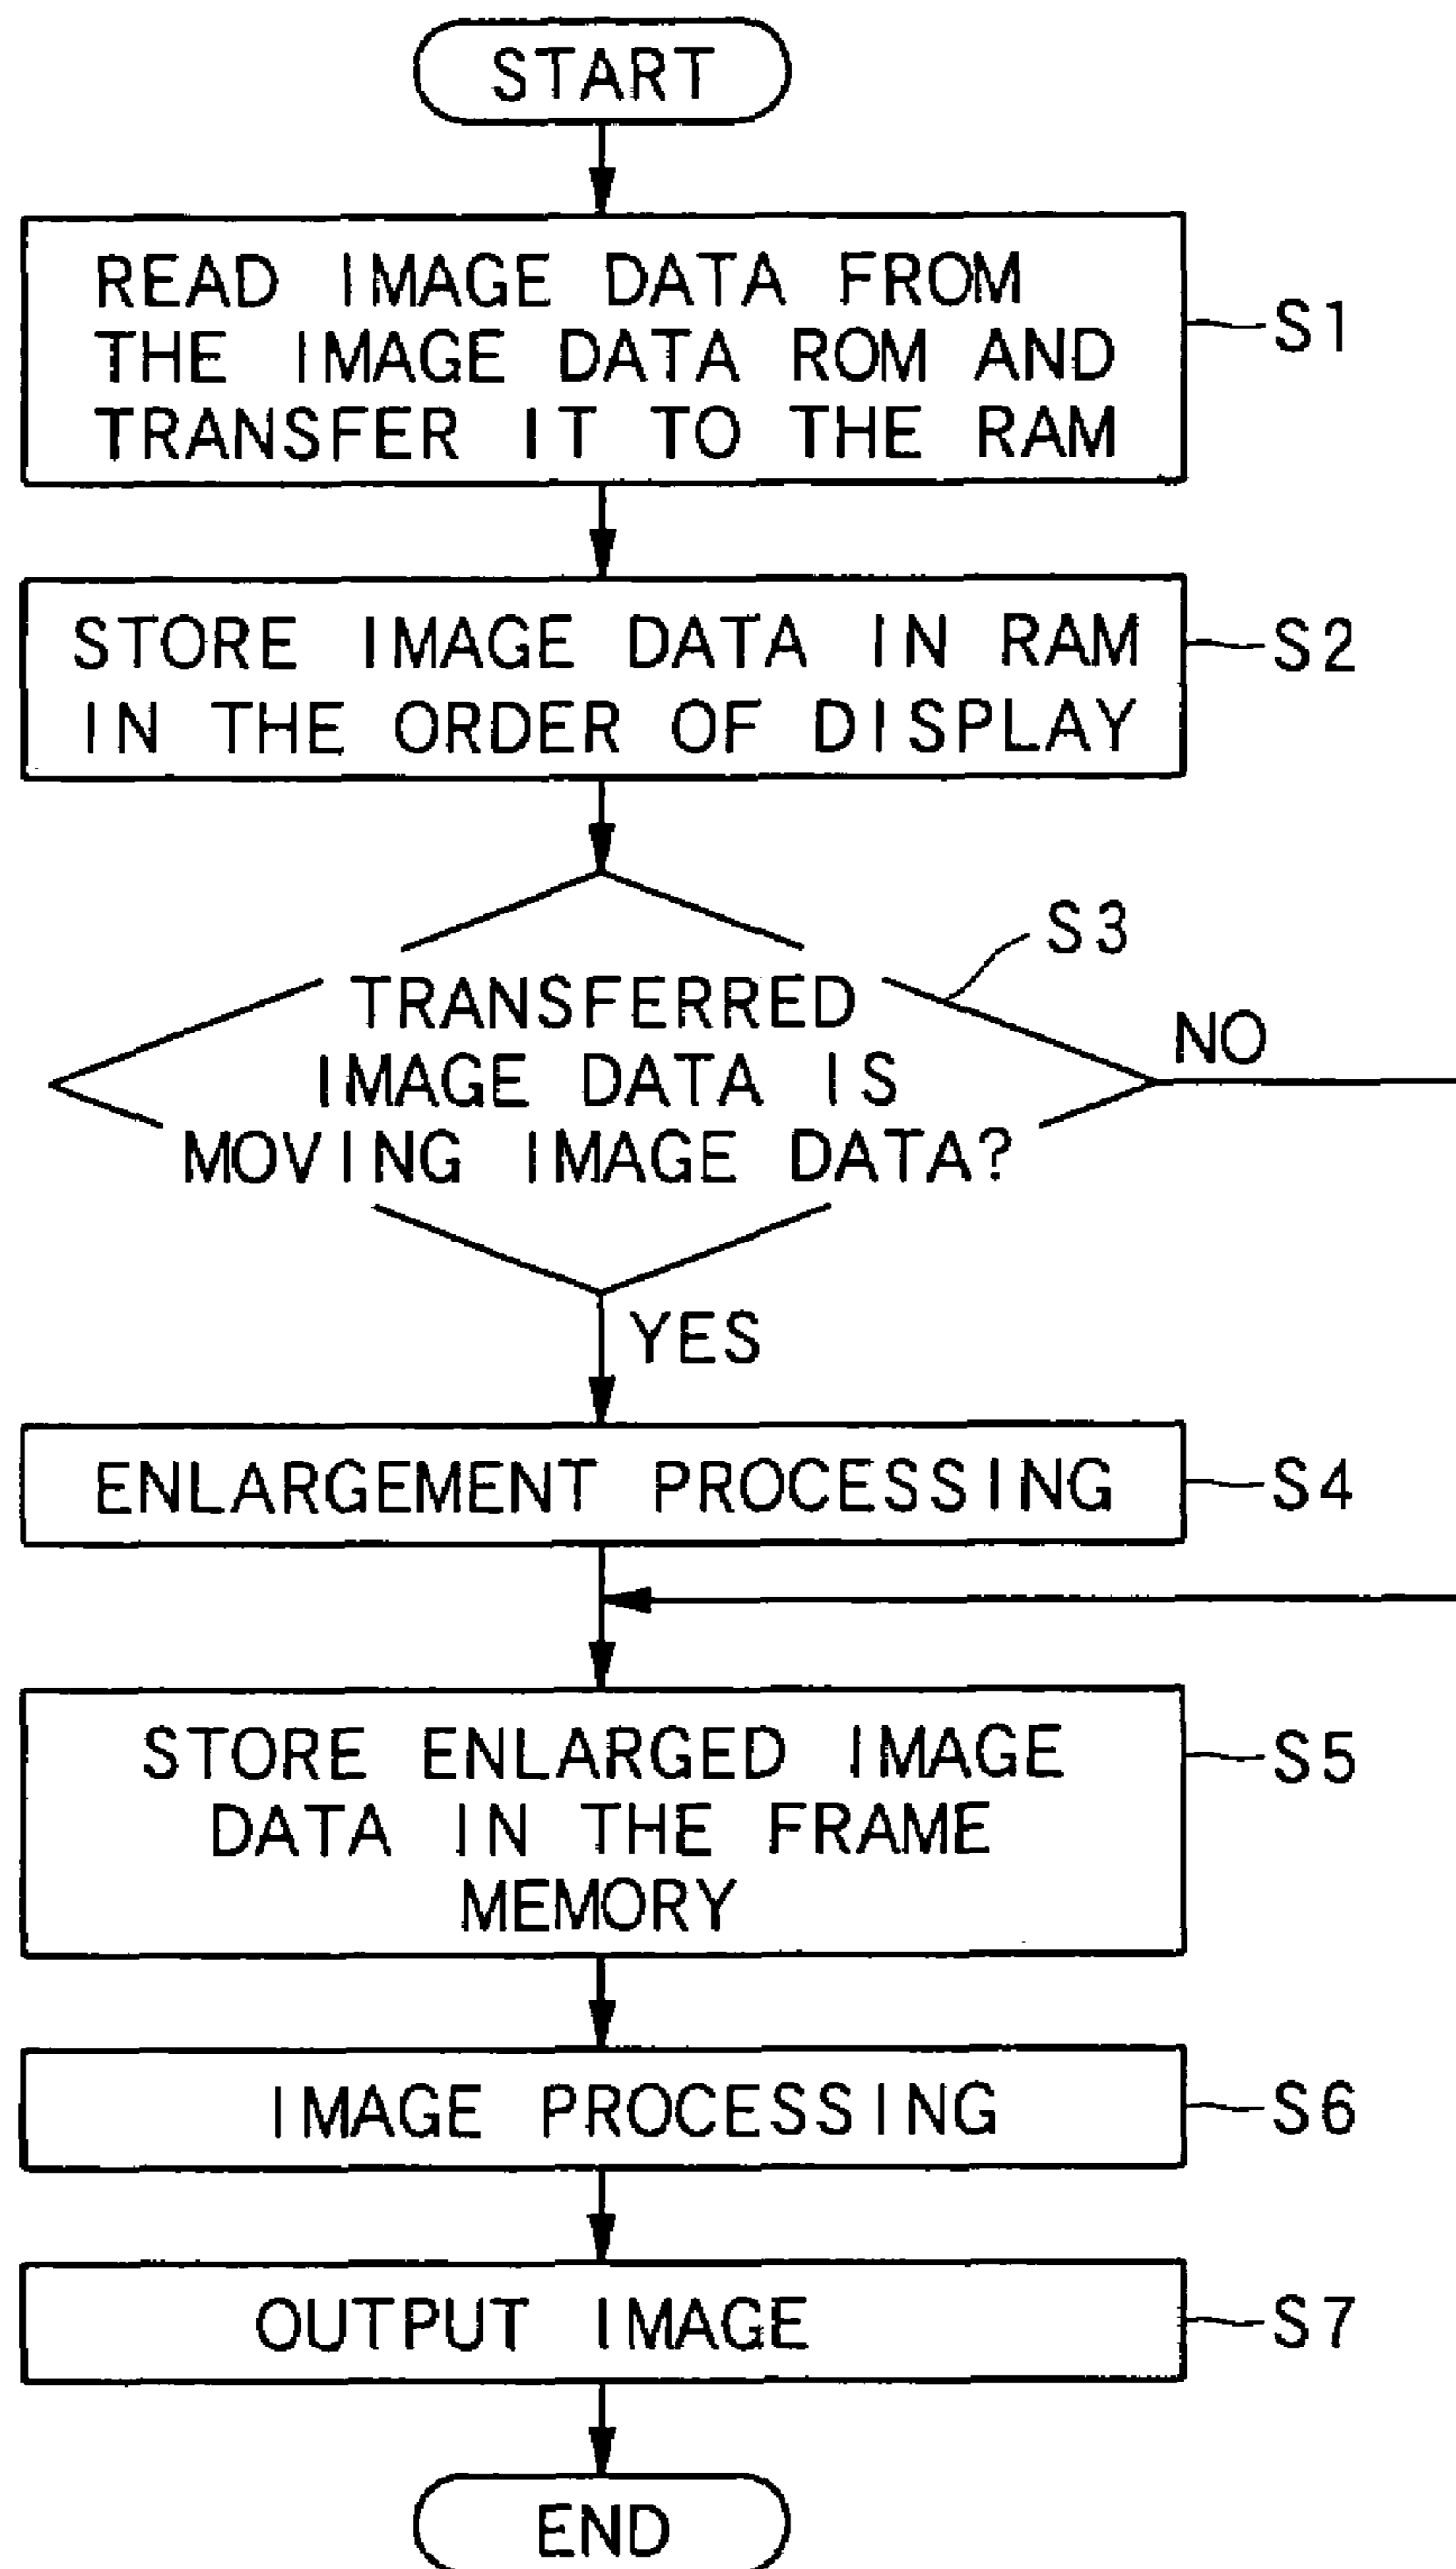 START
READ IMAGE DATA FROM
THE IMAGE DATA ROM AND
TRANSFER IT TO THE RAM
S1
STORE IMAGE DATA IN RAM
IN THE ORDER OF DISPLAY
S2
S3
TRANSFERRED
IMAGE DATA IS
MOVING IMAGE DATA?
NO
YES
ENLARGEMENT PROCESSING
S4
STORE ENLARGED IMAGE
DATA IN THE FRAME
MEMORY
S5
IMAGE PROCESSING
S6
OUTPUT IMAGE
S7
END